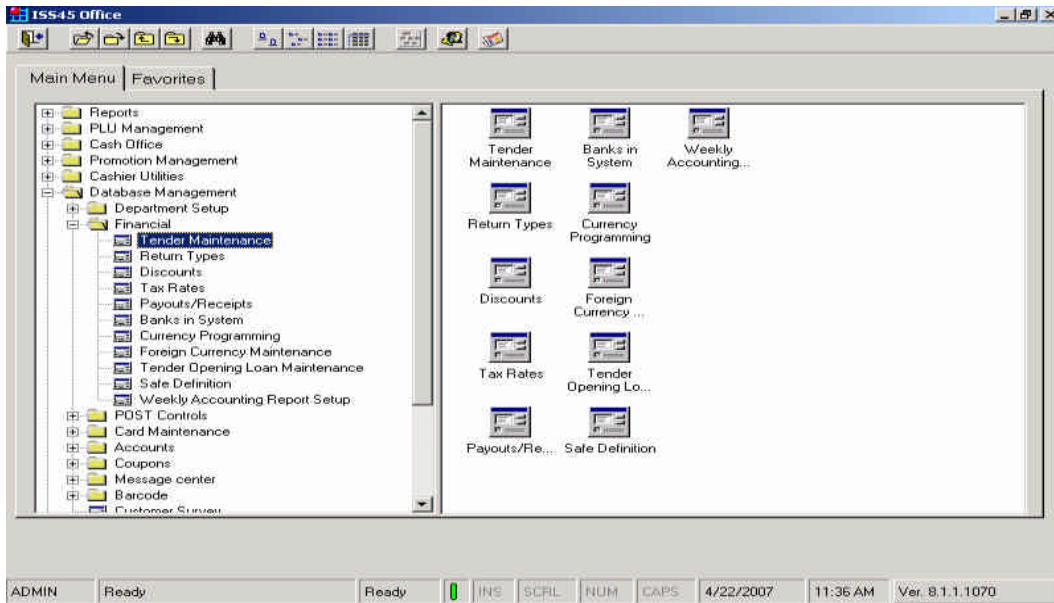 ISS45 Office
Main Menu
Favorites
Reports
PLU Management
Cash Office
Promotion Management
Cashier Utilities
Database Management
Department Setup
Financial
Tender Maintenance
Return Types
Discounts
Tax Rates
Payouts/Receipts
Banks in System
Currency Programming
Foreign Currency Maintenance
Tender Opening Loan Maintenance
Safe Definition
Weekly Accounting Report Setup
POST Controls
Card Maintenance
Accounts
Coupons
Message center
Barcode
Customer Survey
Tender
Maintenance
Banks in
System
Weekly
Accounting...
Return Types
Currency
Programming
Discounts
Foreign
Currency ...
Tax Rates
Tender
Opening Lo...
Payouts/Re...
Safe Definition
ADMIN
Ready
Ready
INS
SCRL
NUM
CAPS
4/22/2007
11:36 AM
Ver. 8.1.1.1070